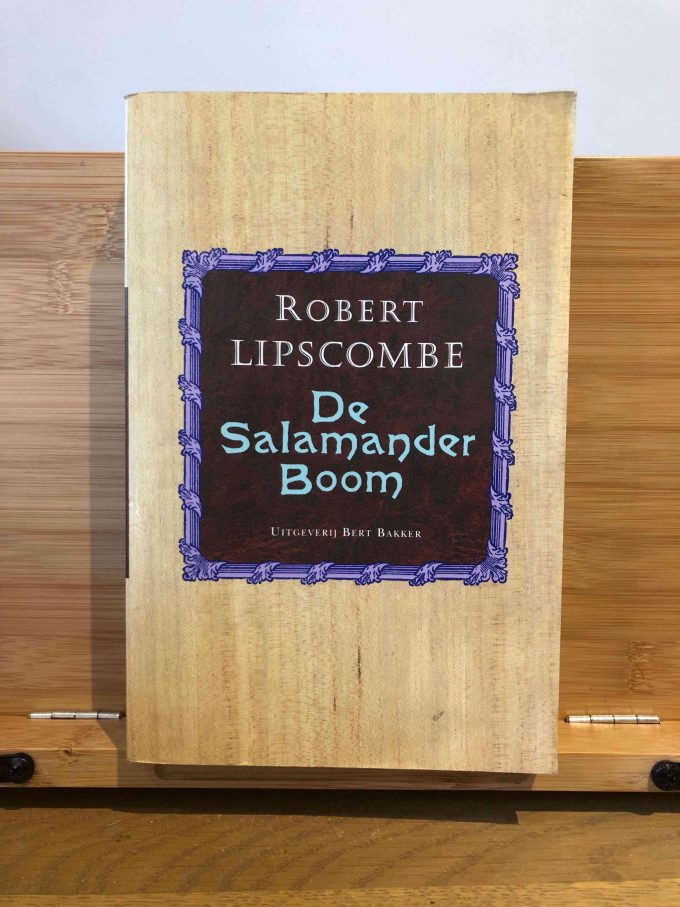 ROBERT
LIPSCOMBE
De
Salamander
Boom
UITGEVERIJ BERT BAKKER